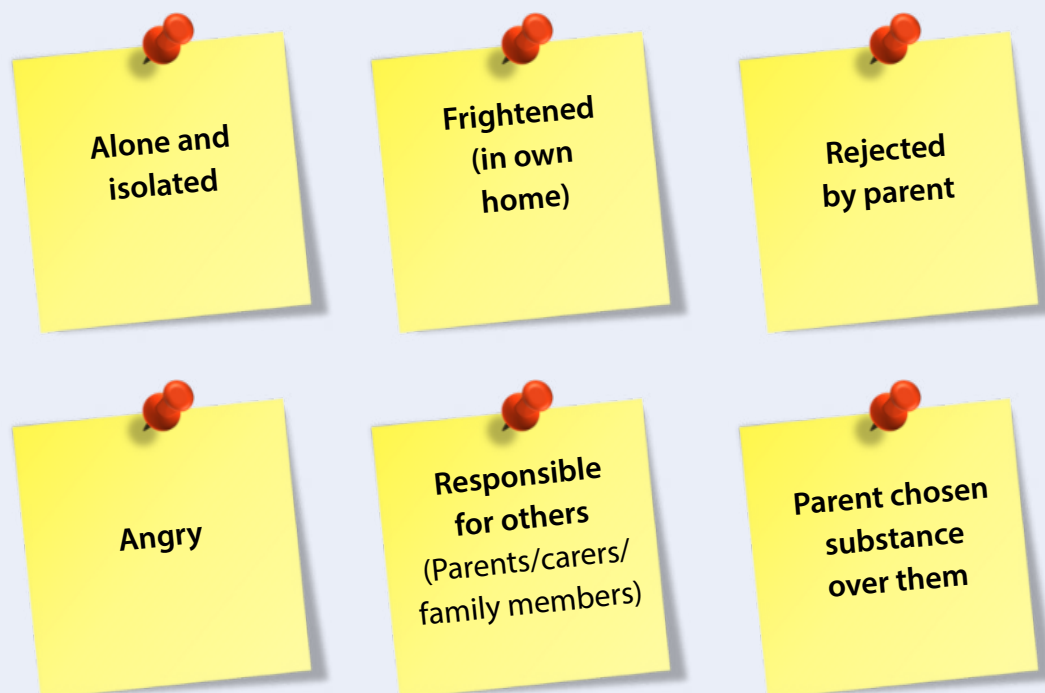 Alone and
isolated
Frightened
(in own
home)
Rejected
by parent
Angry
Responsible
for others
(Parents/carers/
family members)
Parent chosen
substance
over them